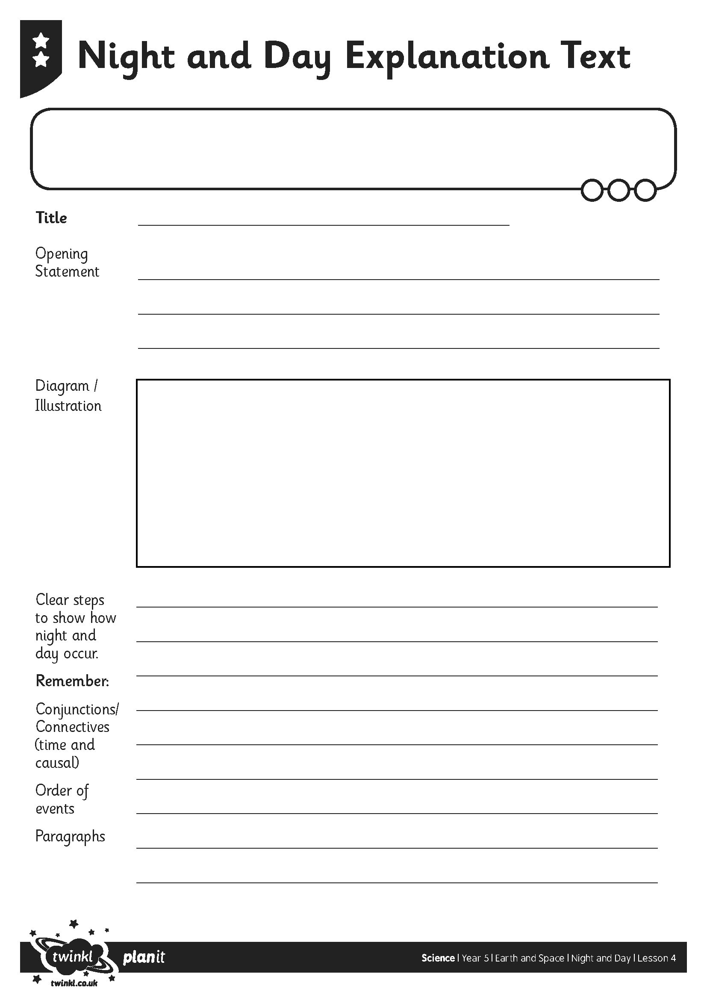 Night and Day Explanation Text
Title
Opening
Statement
Diagram /
Illustration
Clear steps
to show how
night and
day occur.
Remember:
Conjunctions/
Connectives
(time and
causal)
Order of
events
Paragraphs
twinkl
planit
Science | Year 5 | Earth and Space | Night and Day | Lesson 4
twinkl.co.uk